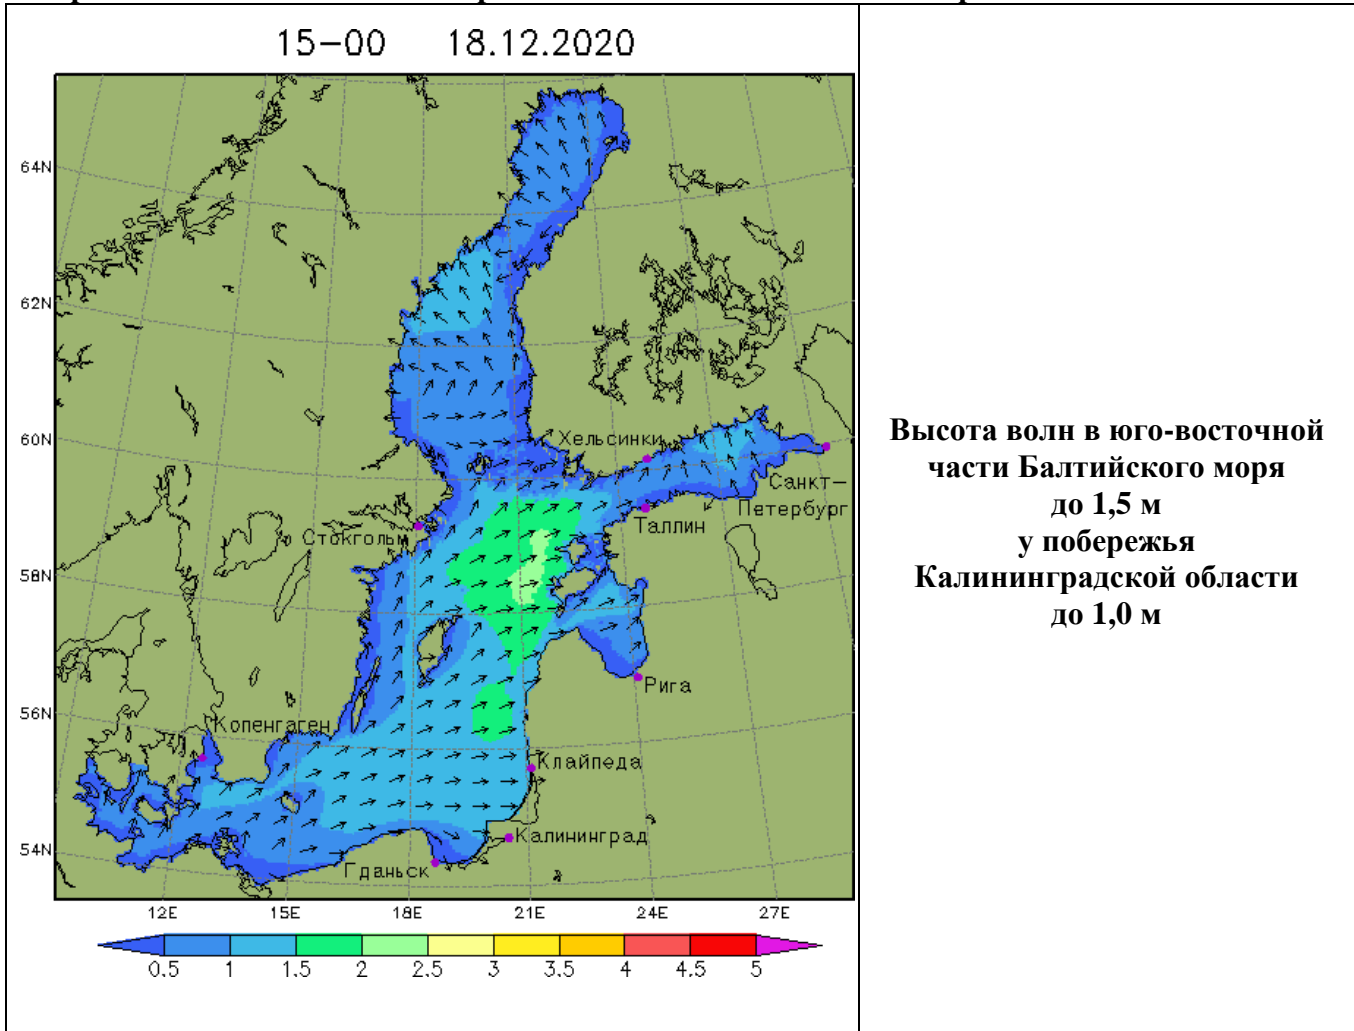 15-00 18.12.2020
64N
62N
60N
58N
56N
54N
Хельсинки
Санкт-
Петербург
Таллин
Стокгольм
Рига
Копенгаген
Клайпеда
Калининград
Гданьск
12E 15E 18E 21E 24E 27E
0.5 1 1.5 2 2.5 3 3.5 4 4.5 5
Высота волн в юго-восточной
части Балтийского моря
до 1,5 м
у побережья
Калининградской области
до 1,0 м